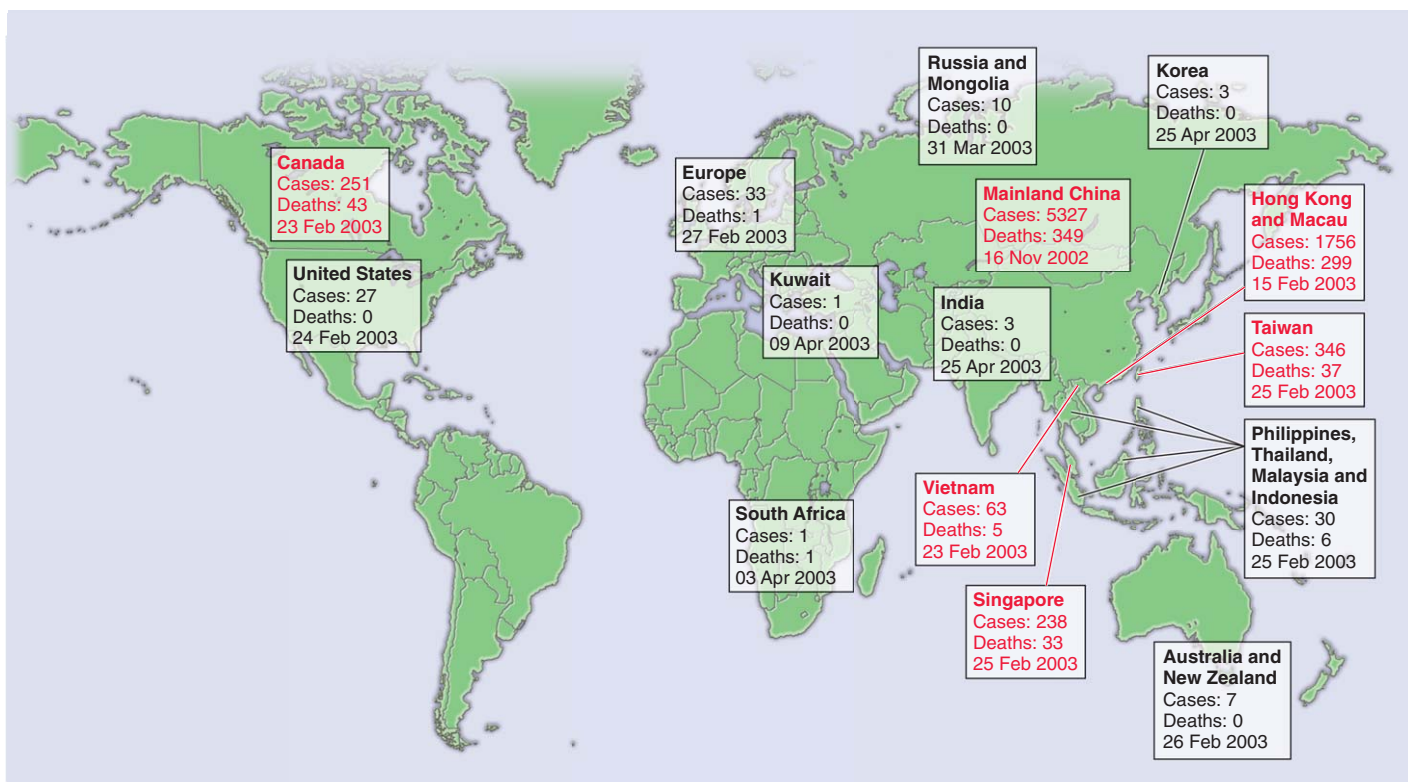 Canada
Cases: 251
Deaths: 43
23 Feb 2003
United States
Cases: 27
Deaths: 0
24 Feb 2003
Europe
Cases: 33
Deaths: 1
27 Feb 2003
Kuwait
Cases: 1
Deaths: 0
09 Apr 2003
South Africa
Cases: 1
Deaths: 1
03 Apr 2003
Russia and
Mongolia
Cases: 10
Deaths: 0
31 Mar 2003
Mainland China
Cases: 5327
Deaths: 349
16 Nov 2002
India
Cases: 3
Deaths: 0
25 Apr 2003
Vietnam
Cases: 63
Deaths: 5
23 Feb 2003
Singapore
Cases: 238
Deaths: 33
25 Feb 2003
Korea
Cases: 3
Deaths: 0
25 Apr 2003
Hong Kong
and Macau
Cases: 1756
Deaths: 299
15 Feb 2003
Taiwan
Cases: 346
Deaths: 37
25 Feb 2003
Philippines,
Thailand,
Malaysia and
Indonesia
Cases: 30
Deaths: 6
25 Feb 2003
Australia and
New Zealand
Cases: 7
Deaths: 0
26 Feb 2003